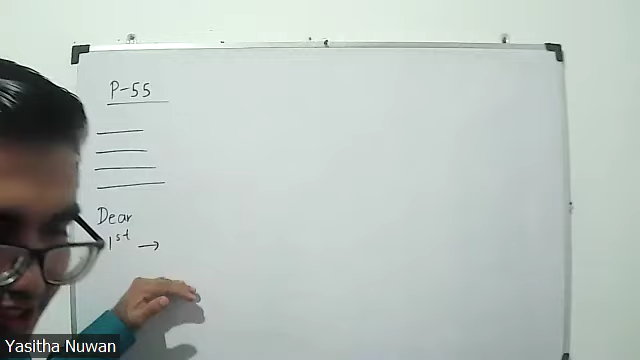 P-55
Dear
1st →
Yasitha Nuwan